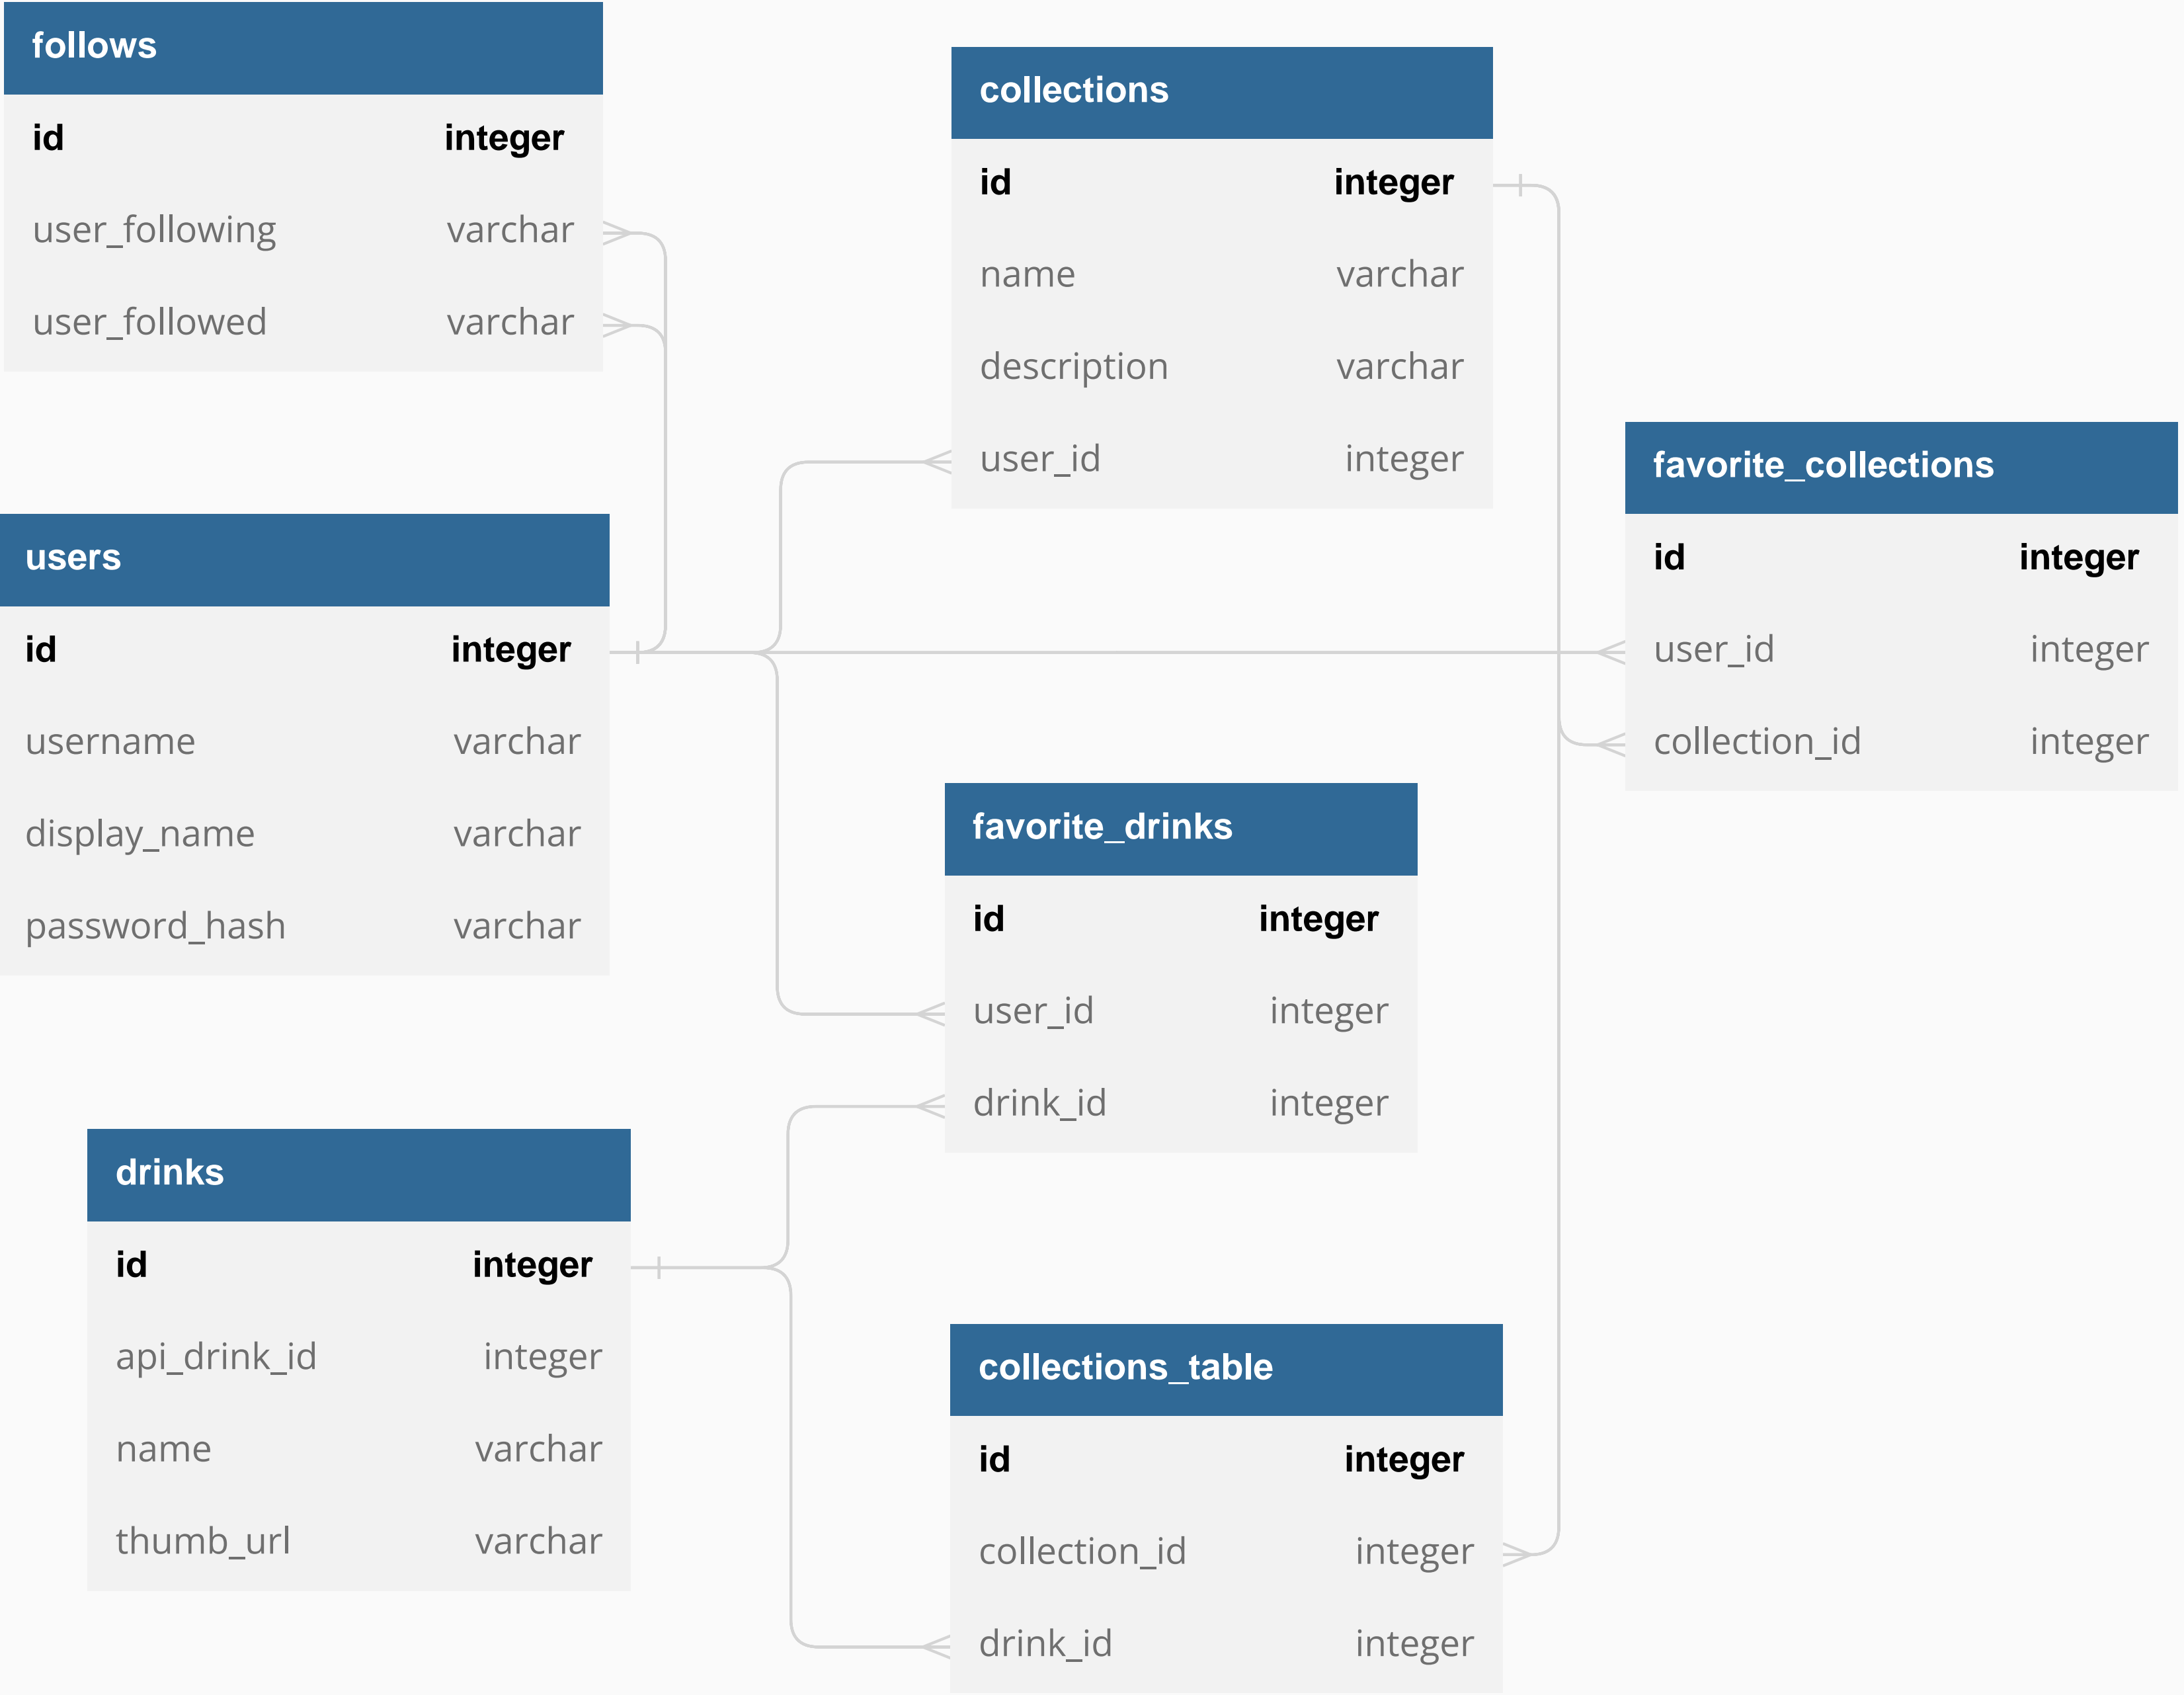 follows
id integer
user_following varchar
user_followed varchar
users
id integer
username varchar
display_name varchar
password_hash varchar
drinks
id integer
api_drink_id integer
name varchar
thumb_url varchar
collections
id integer
name varchar
description varchar
user_id integer
favorite_drinks
id integer
user_id integer
drink_id integer
collections_table
id integer
collection_id integer
drink_id integer
favorite_collections
id integer
user_id integer
collection_id integer